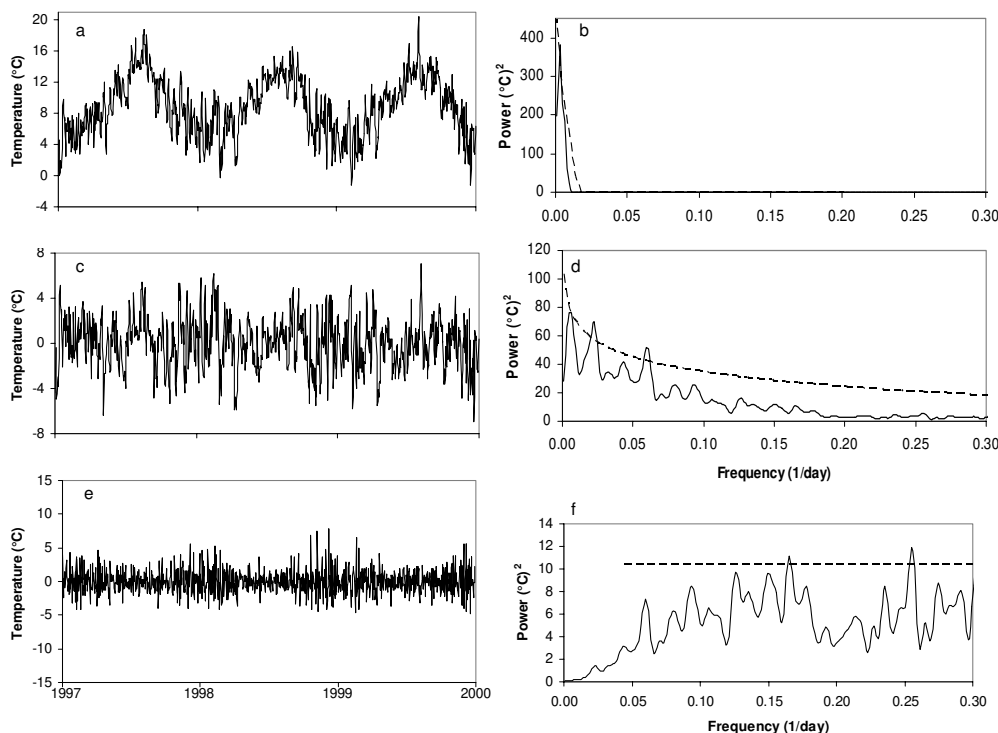 a
Temperature (°C)
20
16
12
8
4
0
-4
b
Power (°C)²
400
300
200
100
0
0.00 0.05 0.10 0.15 0.20 0.25 0.30
c
Temperature (°C)
8
4
0
-4
-8
d
Power (°C)²
120
100
80
60
40
20
0
0.00 0.05 0.10 0.15 0.20 0.25 0.30
Frequency (1/day)
e
Temperature (°C)
15
10
5
0
-5
-10
-15
1997 1998 1999 2000
f
Power (°C)²
14
12
10
8
6
4
2
0
0.00 0.05 0.10 0.15 0.20 0.25 0.30
Frequency (1/day)